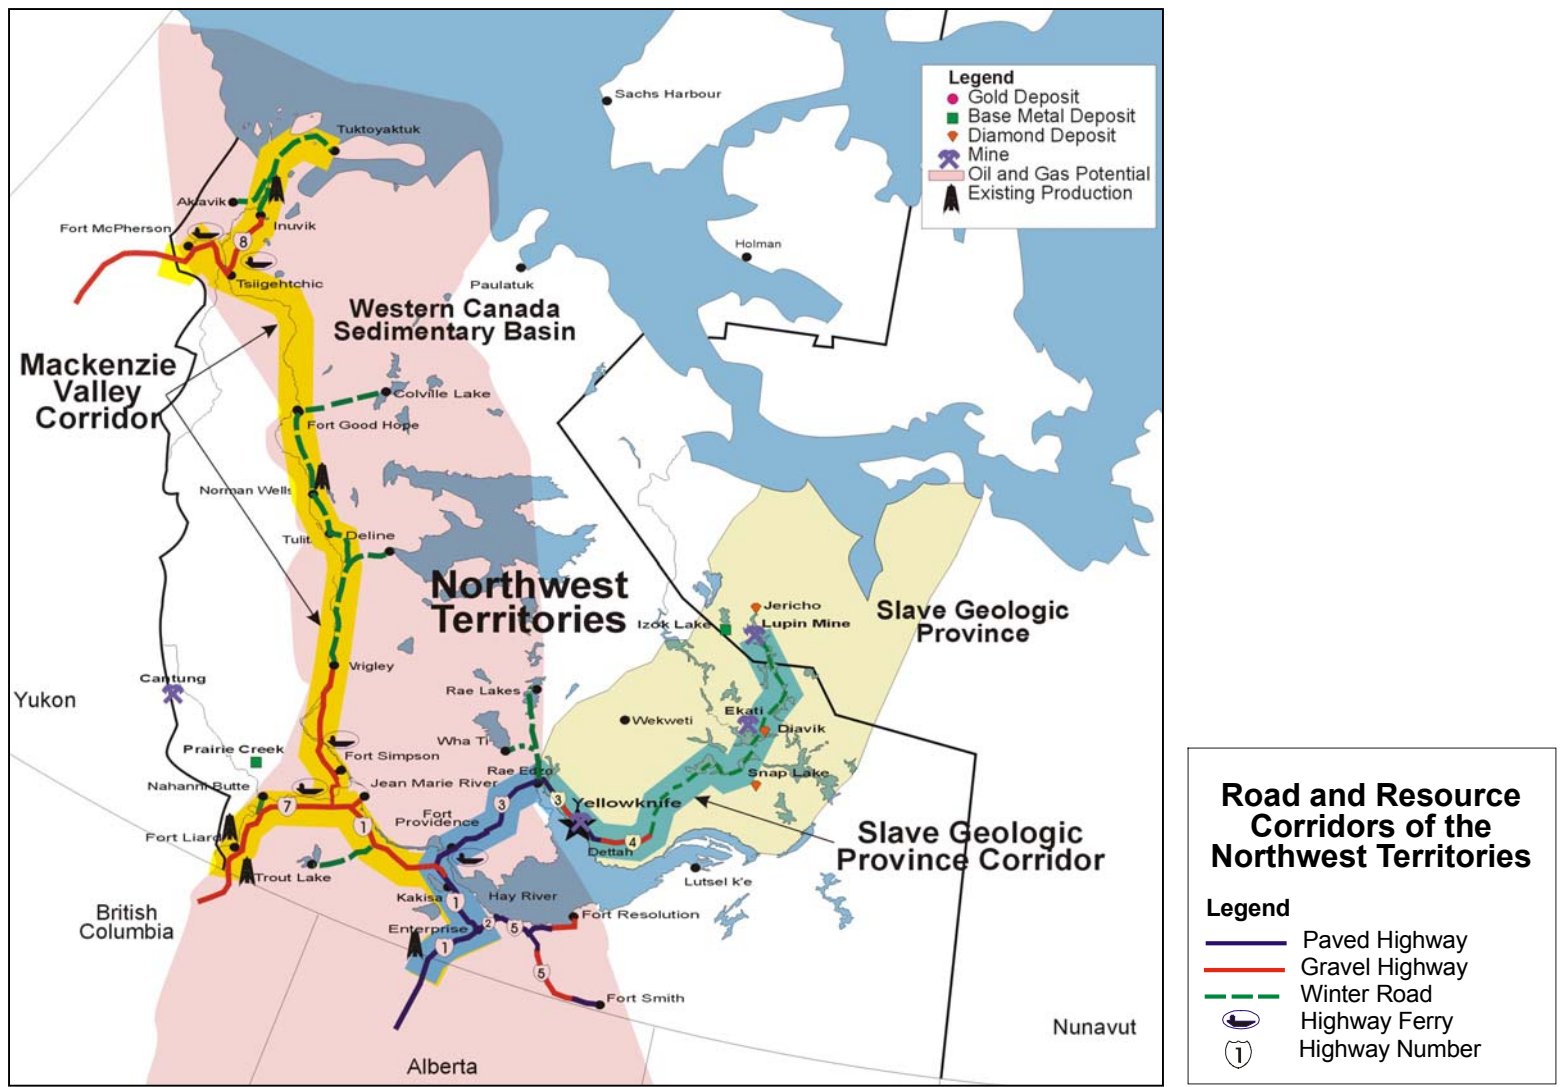 Sachs Harbour
Legend
Gold Deposit
Base Metal Deposit
Diamond Deposit
Mine
Oil and Gas Potential
Existing Production
Tuktoyaktuk
Aklavik
Fort McPherson
Inuvik
8
Holman
Tsiigehtchic
Paulatuk
Western Canada
Sedimentary Basin
Mackenzie
Valley
Corridor
Colville Lake
Fort Good Hope
Norman Wells
Tulit
Deline
Northwest
Territories
Jericho
Izok Lake
Lupin Mine
Slave Geologic
Province
Wrigley
Cantung
Yukon
Rae Lakes
Ekati
Wekweti
Diavik
Wha Ti
Prairie Creek
Fort Simpson
Rae Edzo
Snap Lake
Nahanni Butte
Jean Marie River
7
3
3
Yellowknife
Fort
Providence
1
Fort Liard
4
Dettah
Slave Geologic
Province Corridor
Trout Lake
Lutsel k'e
Kakisa
1
Hay River
British
Columbia
Fort Resolution
Enterprise
2
5
1
5
Fort Smith
Nunavut
Alberta
Road and Resource
Corridors of the
Northwest Territories
Legend
Paved Highway
Gravel Highway
Winter Road
Highway Ferry
1
Highway Number